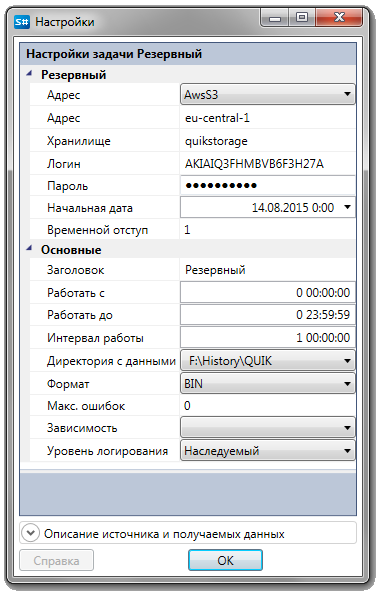 S# Настройки
Настройки задачи Резервный
Резервный
Адрес AwsS3
Адрес eu-central-1
Хранилище quikstorage
Логин AKIAIQ3FHMBVB6F3H27A
Пароль ●●●●●●●●●●
Начальная дата 14.08.2015 0:00
Временной отступ 1
Основные
Заголовок Резервный
Работать с 0 00:00:00
Работать до 0 23:59:59
Интервал работы 1 00:00:00
Директория с данными F:\History\QUIK
Формат BIN
Макс. ошибок 0
Зависимость
Уровень логирования Наследуемый
Описание источника и получаемых данных
Справка OK